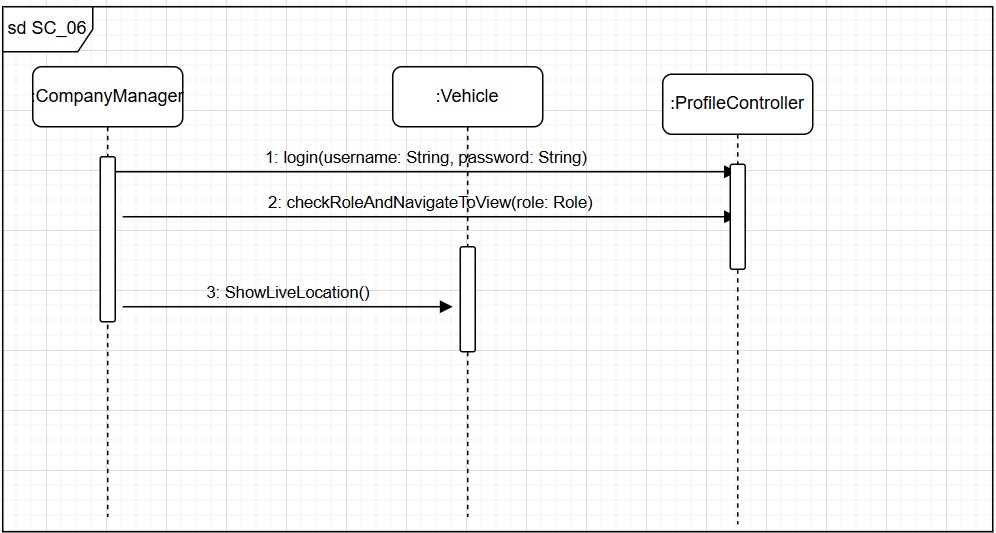 sd SC_06
:CompanyManager
:Vehicle
:ProfileController
1: login(username: String, password: String)
2: checkRoleAndNavigateToView(role: Role)
3: ShowLiveLocation()